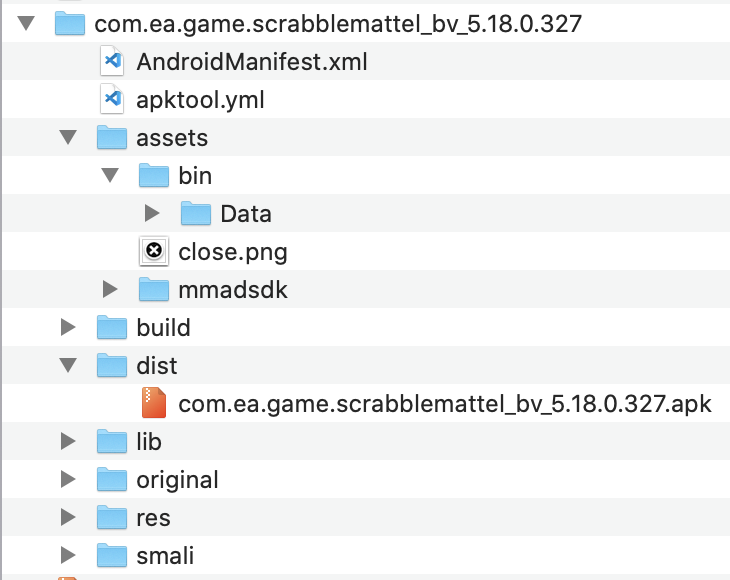 com.ea.game.scrabblemattel_bv_5.18.0.327
AndroidManifest.xml
apktool.yml
assets
bin
Data
close.png
mmadsdk
build
dist
com.ea.game.scrabblemattel_bv_5.18.0.327.apk
lib
original
res
smali